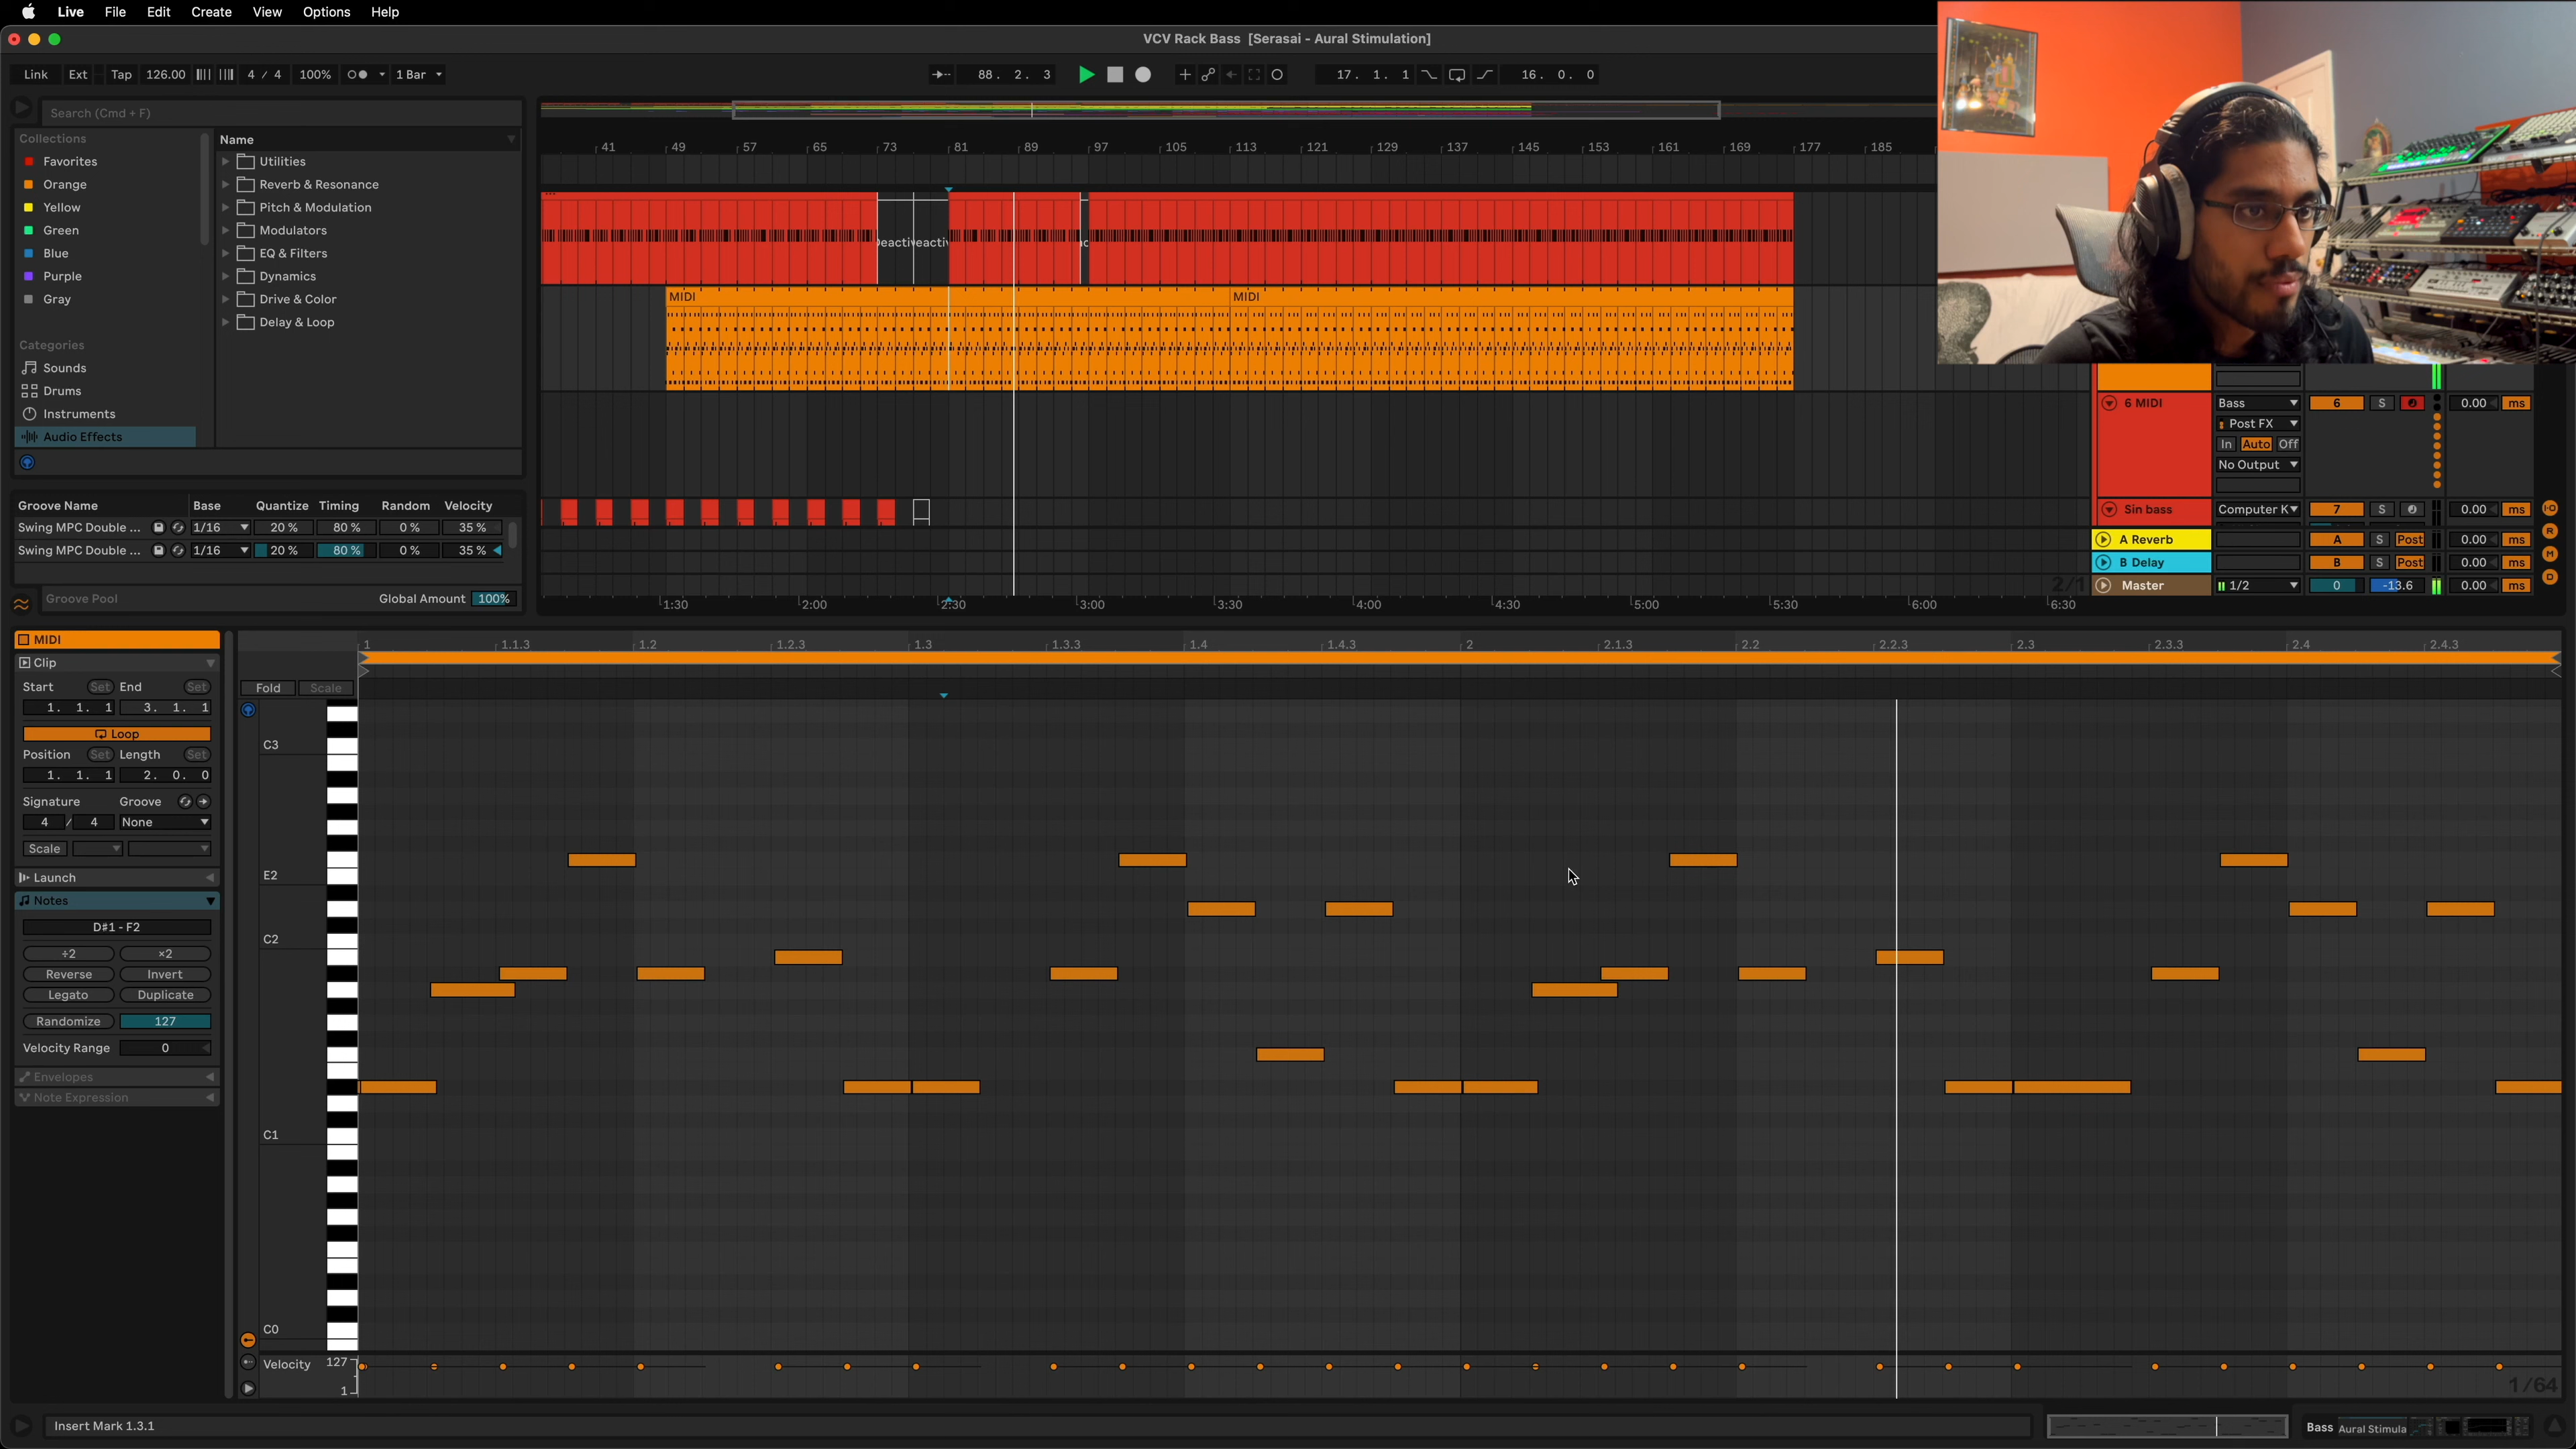 Live File Edit Create View Options Help
VCV Rack Bass [Serasai - Aural Stimulation]
Link Ext Tap 126.00 4 / 4 100% 1 Bar 88. 2. 3 17. 1. 1 16. 0. 0
Search (Cmd + F)
Collections
Favorites
Orange
Yellow
Green
Blue
Purple
Gray
Categories
Sounds
Drums
Instruments
Audio Effects
Name
Utilities
Reverb & Resonance
Pitch & Modulation
Modulators
EQ & Filters
Dynamics
Drive & Color
Delay & Loop
41 49 57 65 73 81 89 97 105 113 121 129 137 145 153 161 169 177 185
MIDI MIDI
6 MIDI Bass 6 S 0.00 ms
Post FX
In Auto Off
No Output
Sin bass Computer K 7 S 0.00 ms
A Reverb A S Post 0.00 ms
B Delay B S Post 0.00 ms
2/1 Master 1/2 0 -13.6 0.00 ms
1:30 2:00 2:30 3:00 3:30 4:00 4:30 5:00 5:30 6:00 6:30
Groove Name Base Quantize Timing Random Velocity
Swing MPC Double ... 1/16 20 % 80 % 0 % 35 %
Swing MPC Double ... 1/16 20 % 80 % 0 % 35 %
Groove Pool Global Amount 100%
MIDI
Clip
Start Set End Set
1. 1. 1 3. 1. 1
Loop
Position Set Length Set
1. 1. 1 2. 0. 0
Signature Groove
4 / 4 None
Scale
Launch
Notes
D#1 - F2
÷2 ×2
Reverse Invert
Legato Duplicate
Randomize 127
Velocity Range 0
Envelopes
Note Expression
1 1.1.3 1.2 1.2.3 1.3 1.3.3 1.4 1.4.3 2 2.1.3 2.2 2.2.3 2.3 2.3.3 2.4 2.4.3
Fold Scale
C3
E2
C2
C1
C0
Velocity 127
1
1/64
Insert Mark 1.3.1
Bass Aural Stimula